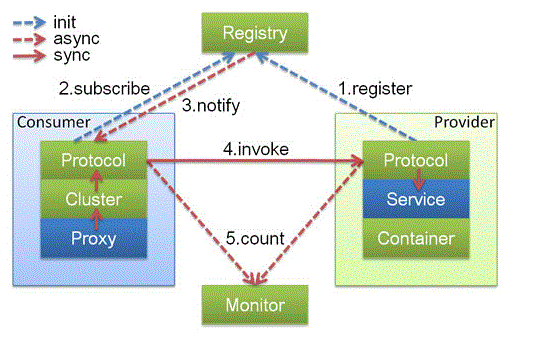 init
async
sync
Registry
2.subscribe
3.notify
1.register
Consumer
Provider
Protocol
4.invoke
Protocol
Cluster
Service
Proxy
5.count
Container
Monitor